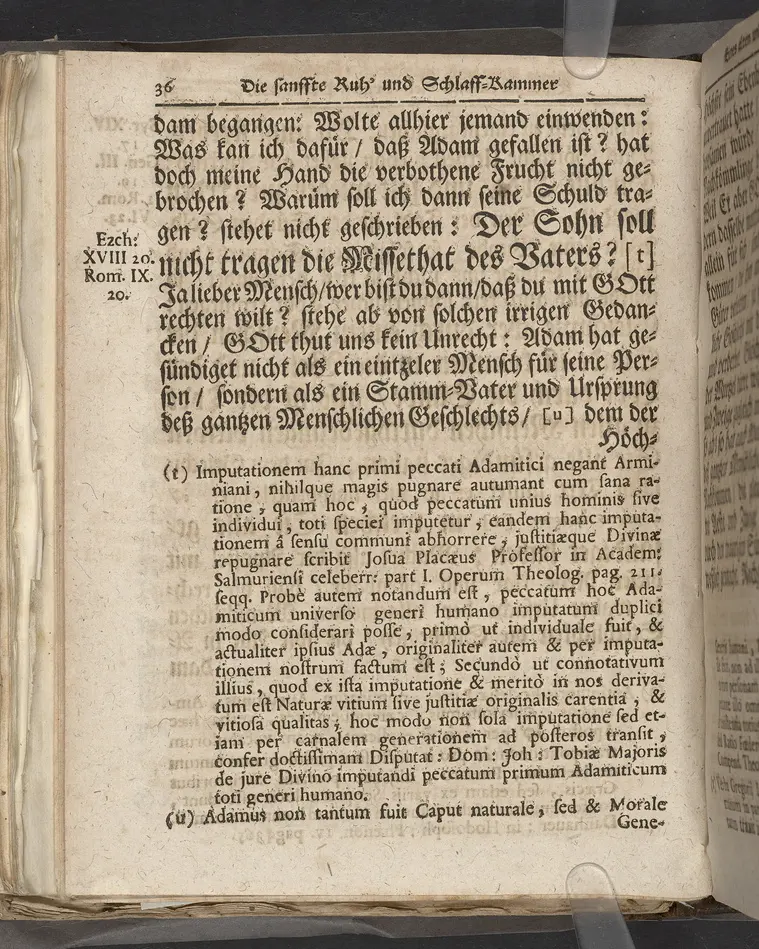 36 Die sanffte Ruh- und Schlaff-Kammer
dam begangen: Wolte allhier jemand einwenden:
Was kan ich dafür / daß Adam gefallen ist? hat
doch meine Hand die verbothene Frucht nicht ge-
brochen? Warüm soll ich dann seine Schuld tra-
gen? stehet nicht geschrieben: Der Sohn soll
nicht tragen die Missethat des Vaters? [t]
Ezch:
XVIII 20.
Rom. IX.
20.
Ja lieber Mensch/wer bist du dann/daß du mit GOtt
rechten wilt? stehe ab von solchen irrigen Gedan-
cken / GOtt thut uns kein Unrecht: Adam hat ge-
sündiget nicht als ein eintzeler Mensch für seine Per-
son / sondern als ein Stamm-Vater und Ursprung
deß gantzen Menschlichen Geschlechts/ [u] dem der
Höch-
(t) Imputationem hanc primi peccati Adamitici negant Armi-
niani, nihilque magis pugnare autumant cum sana ra-
tione, quam hoc, quòd peccatum unius hominis sive
individui, toti speciei imputetur, eandem hanc imputa-
tionem â sensu communi abhorrere, justitiæque Divinæ
repugnare scribit Josua Placæus Professor in Academ:
Salmuriensi celeberr: part I. Operum Theolog. pag. 211.
seqq. Probè autem notandum est, peccatum hoc Ada-
miticum universo generi humano imputatum duplici
modo considerari posse, primò ut individuale fuit, &
actualiter ipsius Adæ, originaliter autem & per imputa-
tionem nostrum factum est; Secundò ut connotativum
illius, quod ex ista imputatione & meritò in nos deriva-
tum est Naturæ vitium sive justitiæ originalis carentia, &
vitiosa qualitas, hoc modo non sola imputatione sed et-
iam per carnalem generationem ad posteros transit,
confer doctissimam Disputat: Dom: Joh: Tobiæ Majoris
de jure Divino imputandi peccatum primum Adamiticum
toti generi humano.
(u) Adamus non tantum fuit Caput naturale, sed & Morale
Gene-